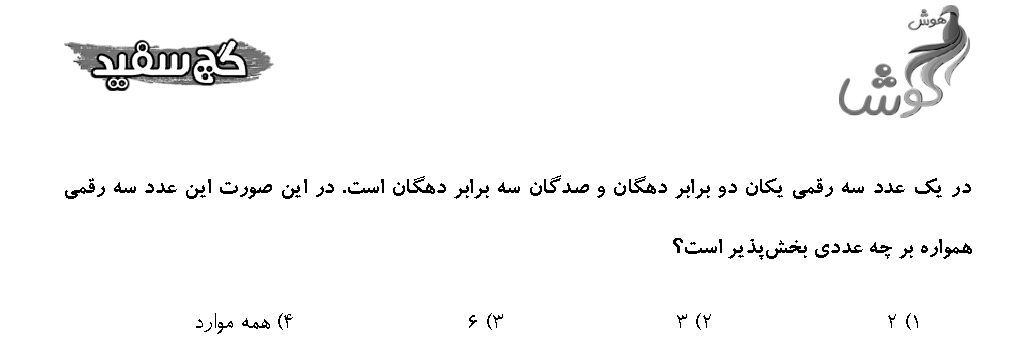 هوش
گوشا
گچ سفید
در یک عدد سه رقمی یکان دو برابر دهگان و صدگان سه برابر دهگان است. در این صورت این عدد سه رقمی
همواره بر چه عددی بخش‌پذیر است؟
۱) ۲ ۲) ۳ ۳) ۶ ۴) همه موارد